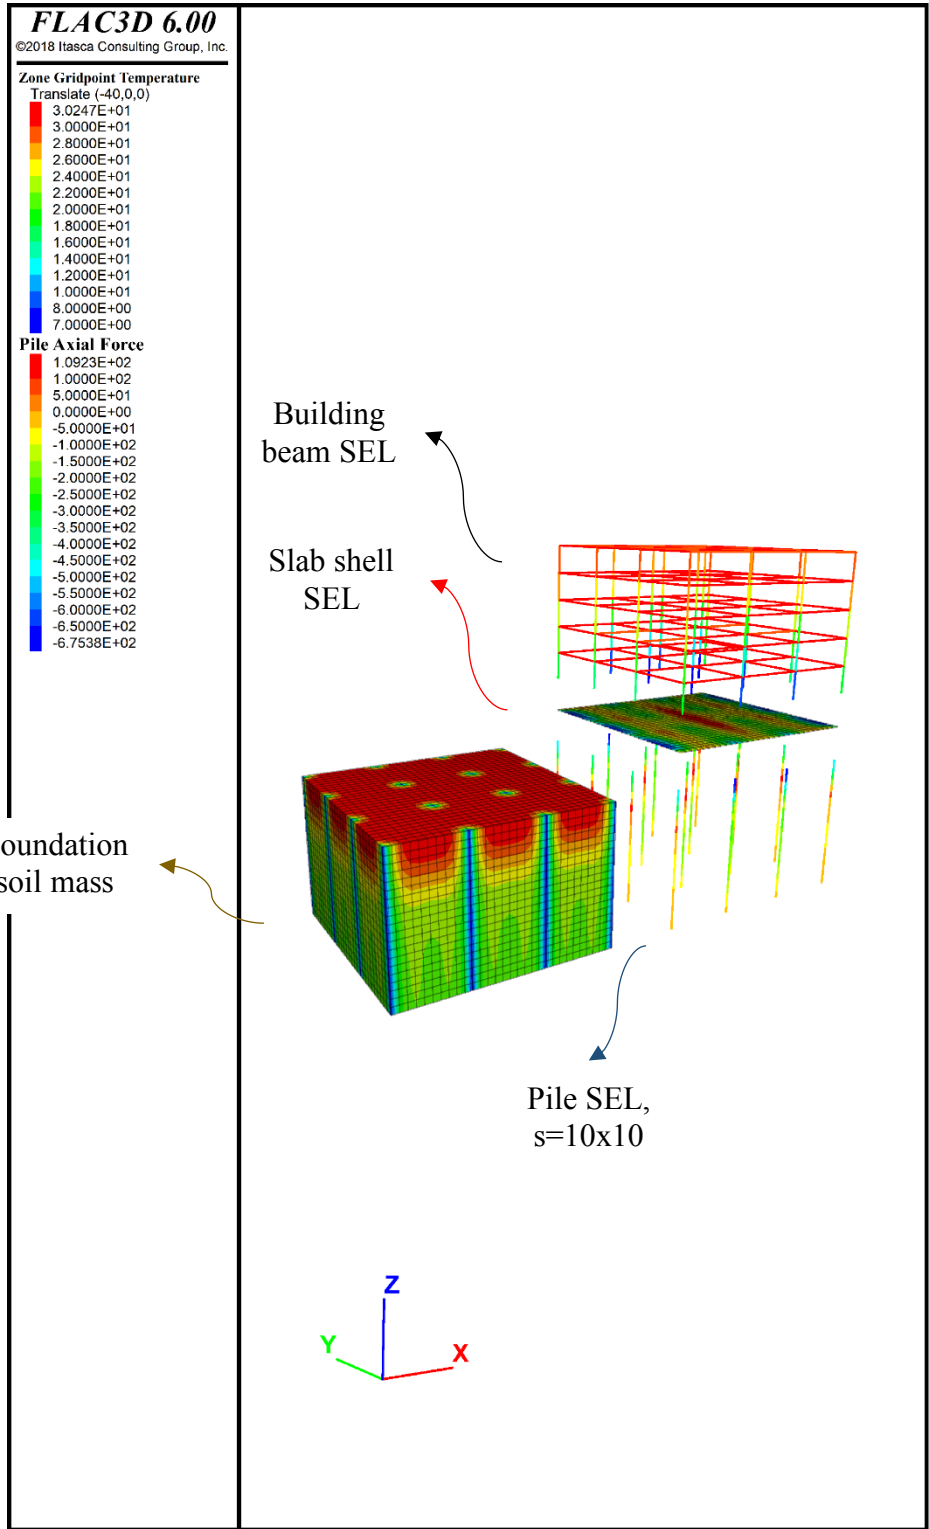 FLAC3D 6.00
©2018 Itasca Consulting Group, Inc.
Zone Gridpoint Temperature
Translate (-40,0,0)
3.0247E+01
3.0000E+01
2.8000E+01
2.6000E+01
2.4000E+01
2.2000E+01
2.0000E+01
1.8000E+01
1.6000E+01
1.4000E+01
1.2000E+01
1.0000E+01
8.0000E+00
7.0000E+00
Pile Axial Force
1.0923E+02
1.0000E+02
5.0000E+01
0.0000E+00
-5.0000E+01
-1.0000E+02
-1.5000E+02
-2.0000E+02
-2.5000E+02
-3.0000E+02
-3.5000E+02
-4.0000E+02
-4.5000E+02
-5.0000E+02
-5.5000E+02
-6.0000E+02
-6.5000E+02
-6.7538E+02
Building
beam SEL
Slab shell
SEL
oundation
soil mass
Pile SEL,
s=10x10
Z
Y
X